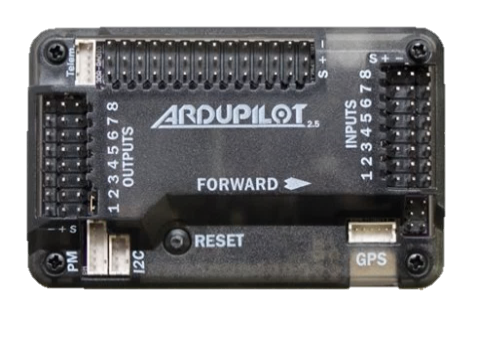 Telem
S + -
S + -
ARDUPILOT 2.5
1 2 3 4 5 6 7 8
OUTPUTS
INPUTS
1 2 3 4 5 6 7 8
FORWARD
- + S
RESET
PM
I2C
GPS